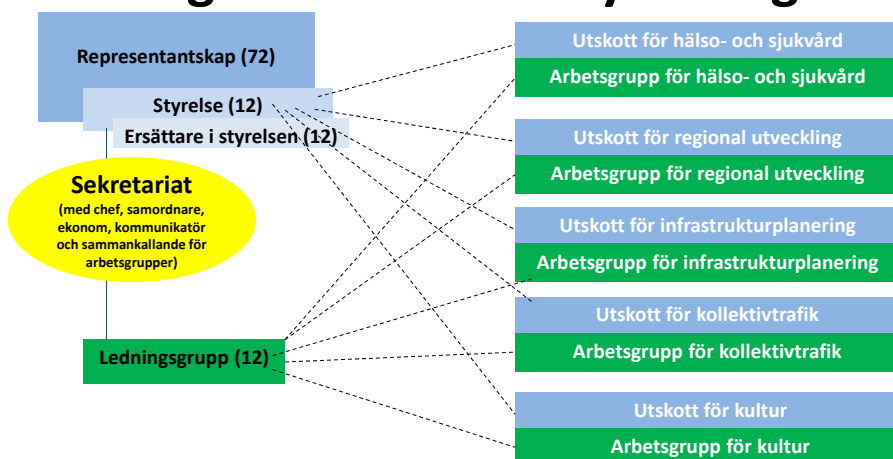 Representantskap (72)
Styrelse (12)
Ersättare i styrelsen (12)
Sekretariat
(med chef, samordnare,
ekonom, kommunikatör
och sammankallande för
arbetsgrupper)
Ledningsgrupp (12)
Utskott för hälso- och sjukvård
Arbetsgrupp för hälso- och sjukvård
Utskott för regional utveckling
Arbetsgrupp för regional utveckling
Utskott för infrastrukturplanering
Arbetsgrupp för infrastrukturplanering
Utskott för kollektivtrafik
Arbetsgrupp för kollektivtrafik
Utskott för kultur
Arbetsgrupp för kultur